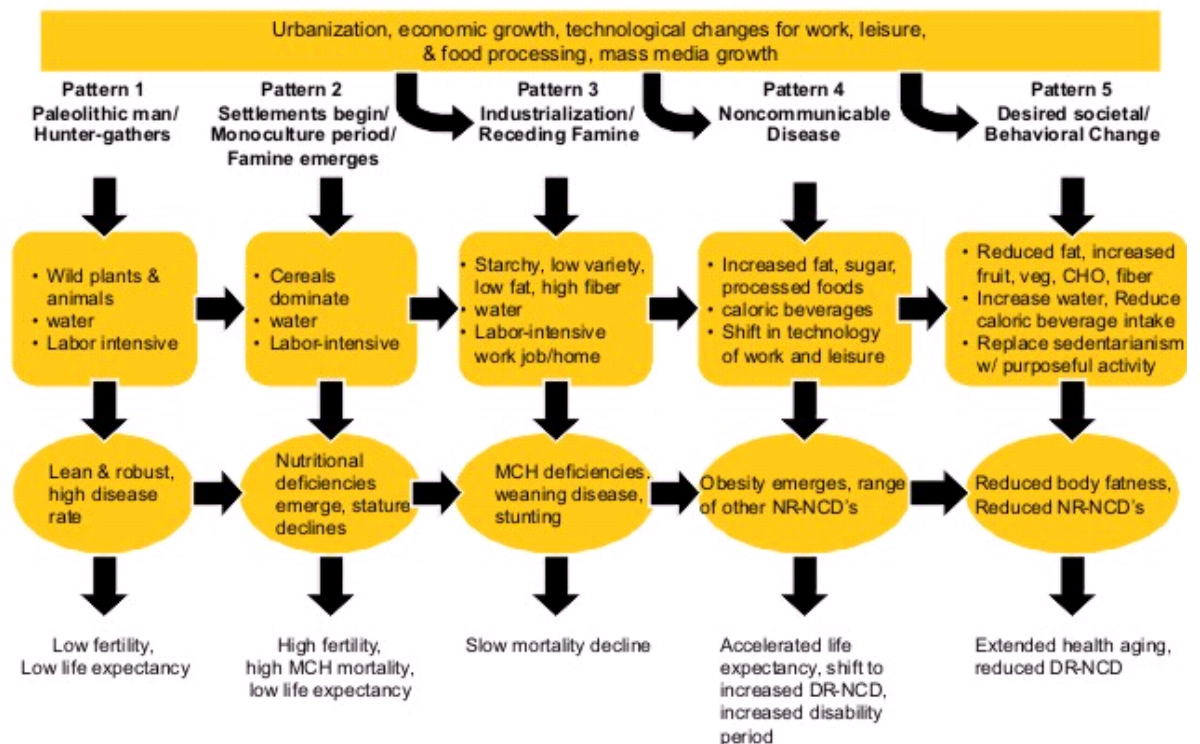 Urbanization, economic growth, technological changes for work, leisure,
& food processing, mass media growth
Pattern 1
Paleolithic man/
Hunter-gathers
Pattern 2
Settlements begin/
Monoculture period/
Famine emerges
Pattern 3
Industrialization/
Receding Famine
Pattern 4
Noncommunicable
Disease
Pattern 5
Desired societal/
Behavioral Change
• Wild plants &
animals
• water
• Labor intensive
• Cereals
dominate
• water
• Labor-intensive
• Starchy, low variety,
low fat, high fiber
• water
• Labor-intensive
work job/home
• Increased fat, sugar,
processed foods
• caloric beverages
• Shift in technology
of work and leisure
• Reduced fat, increased
fruit, veg, CHO, fiber
• Increase water, Reduce
caloric beverage intake
• Replace sedentarianism
w/ purposeful activity
Lean & robust,
high disease
rate
Nutritional
deficiencies
emerge, stature
declines
MCH deficiencies,
weaning disease,
stunting
Obesity emerges, range
of other NR-NCD's
Reduced body fatness,
Reduced NR-NCD's
Low fertility,
Low life expectancy
High fertility,
high MCH mortality,
low life expectancy
Slow mortality decline
Accelerated life
expectancy, shift to
increased DR-NCD,
increased disability
period
Extended health aging,
reduced DR-NCD